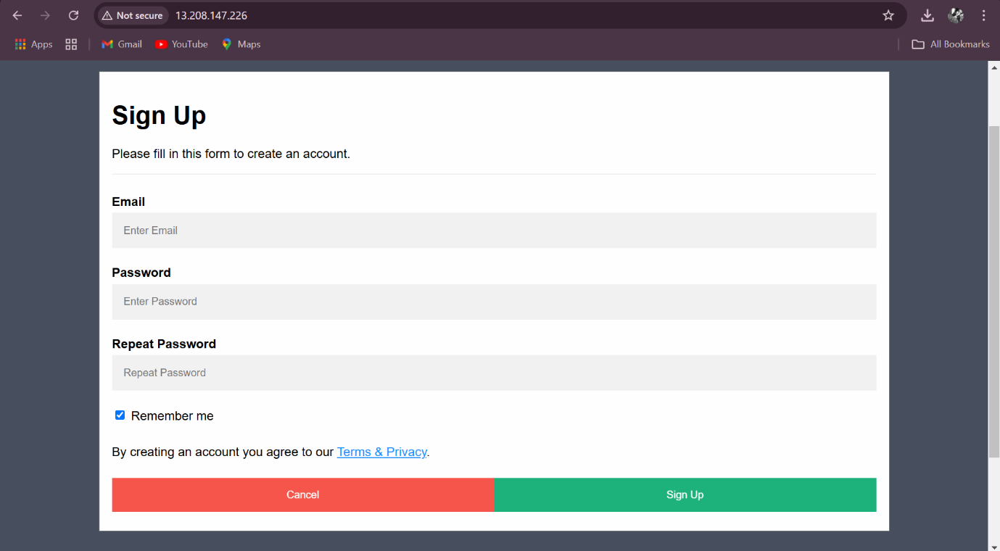 Not secure 13.208.147.226
Apps Gmail YouTube Maps All Bookmarks
Sign Up
Please fill in this form to create an account.
Email
Enter Email
Password
Enter Password
Repeat Password
Repeat Password
Remember me
By creating an account you agree to our Terms & Privacy.
Cancel Sign Up